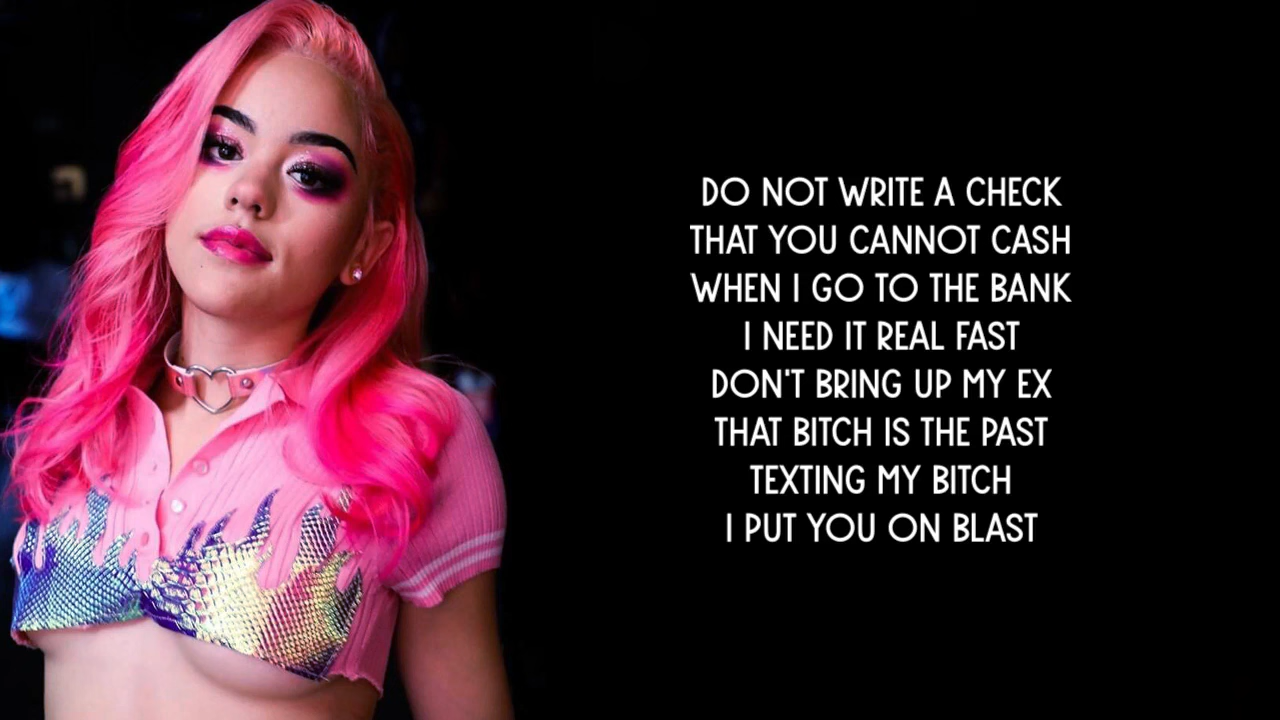 DO NOT WRITE A CHECK
THAT YOU CANNOT CASH
WHEN I GO TO THE BANK
I NEED IT REAL FAST
DON'T BRING UP MY EX
THAT BITCH IS THE PAST
TEXTING MY BITCH
I PUT YOU ON BLAST